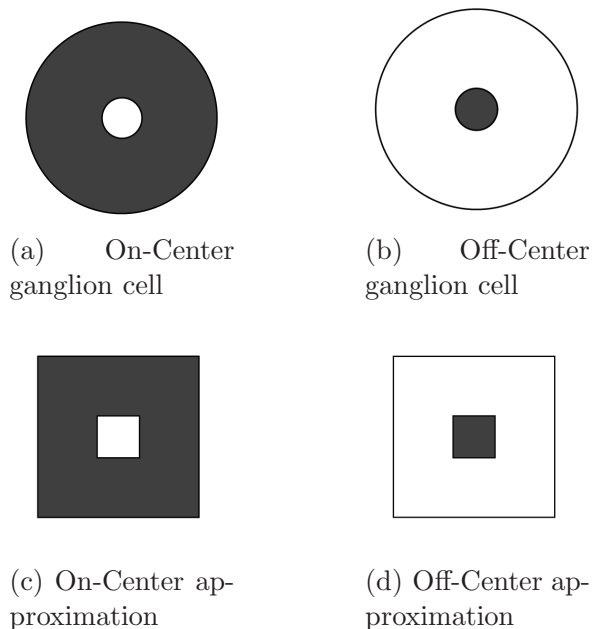 (a) On-Center
ganglion cell
(b) Off-Center
ganglion cell
(c) On-Center ap-
proximation
(d) Off-Center ap-
proximation